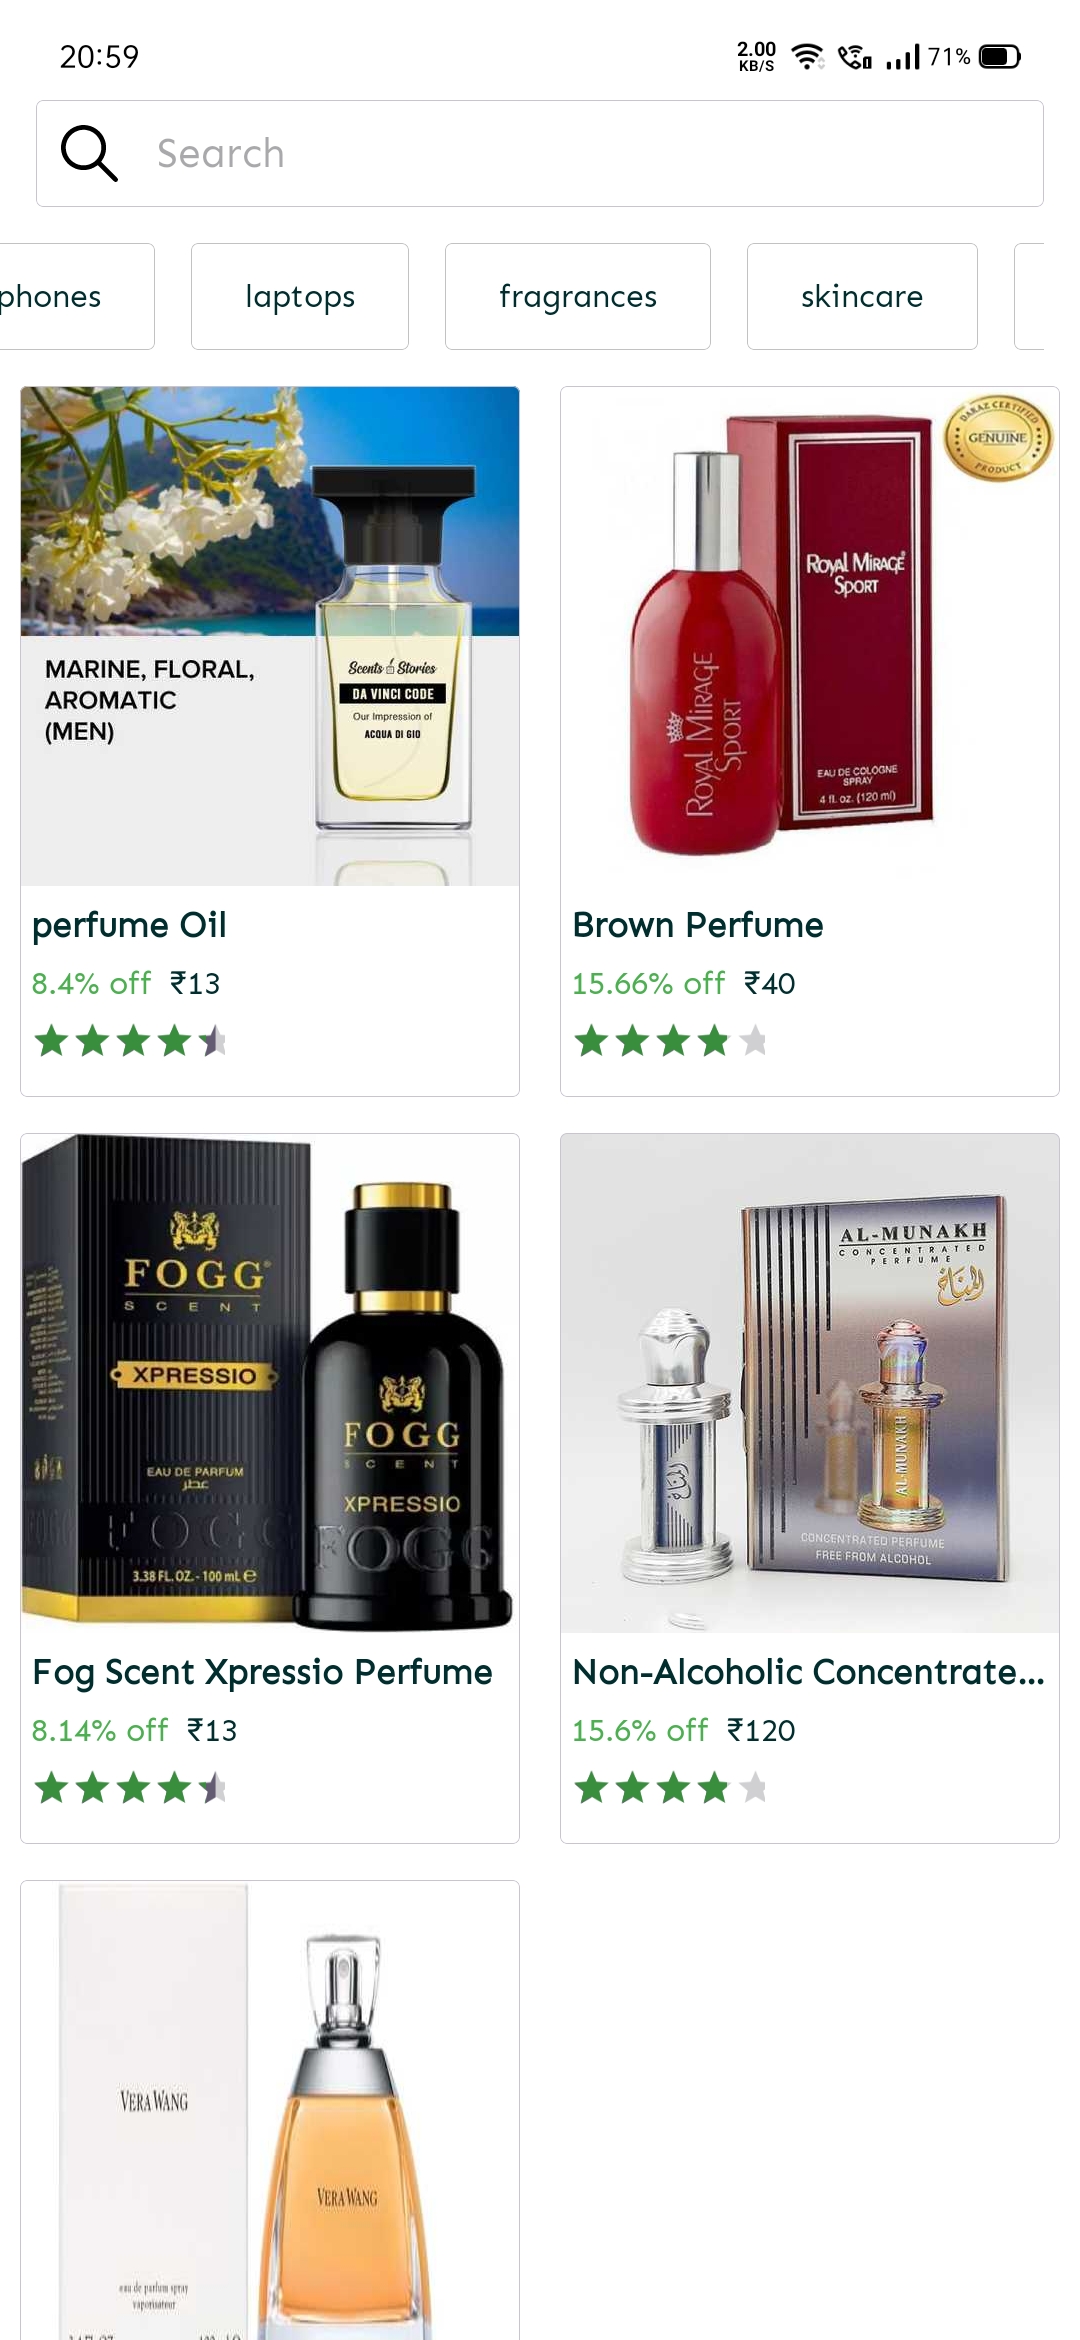 20:59
2.00
KB/S
71%
Search
phones
laptops
fragrances
skincare
MARINE, FLORAL,
AROMATIC
(MEN)
Scents Stories
DA VINCI CODE
Our Impression of
ACQUA DI GIO
DARAZ CERTIFIED
GENUINE
PRODUCT
ROYAL MIRAGE
SPORT
EAU DE COLOGNE
SPRAY
4 fl. oz. (120 ml)
ROYAL MIRAGE
SPORT
perfume Oil
8.4% off ₹13
Brown Perfume
15.66% off ₹40
FOGG
SCENT
XPRESSIO
EAU DE PARFUM
عطر
FOGG
3.38 FL. OZ. - 100 mL e
FOGG
SCENT
XPRESSIO
FOGG
AL-MUNAKH
CONCENTRATED
PERFUME
المناخ
AL-MUNAKH
CONCENTRATED PERFUME
FREE FROM ALCOHOL
Fog Scent Xpressio Perfume
8.14% off ₹13
Non-Alcoholic Concentrate...
15.6% off ₹120
VERA WANG
eau de parfum spray
vaporisateur
VERA WANG